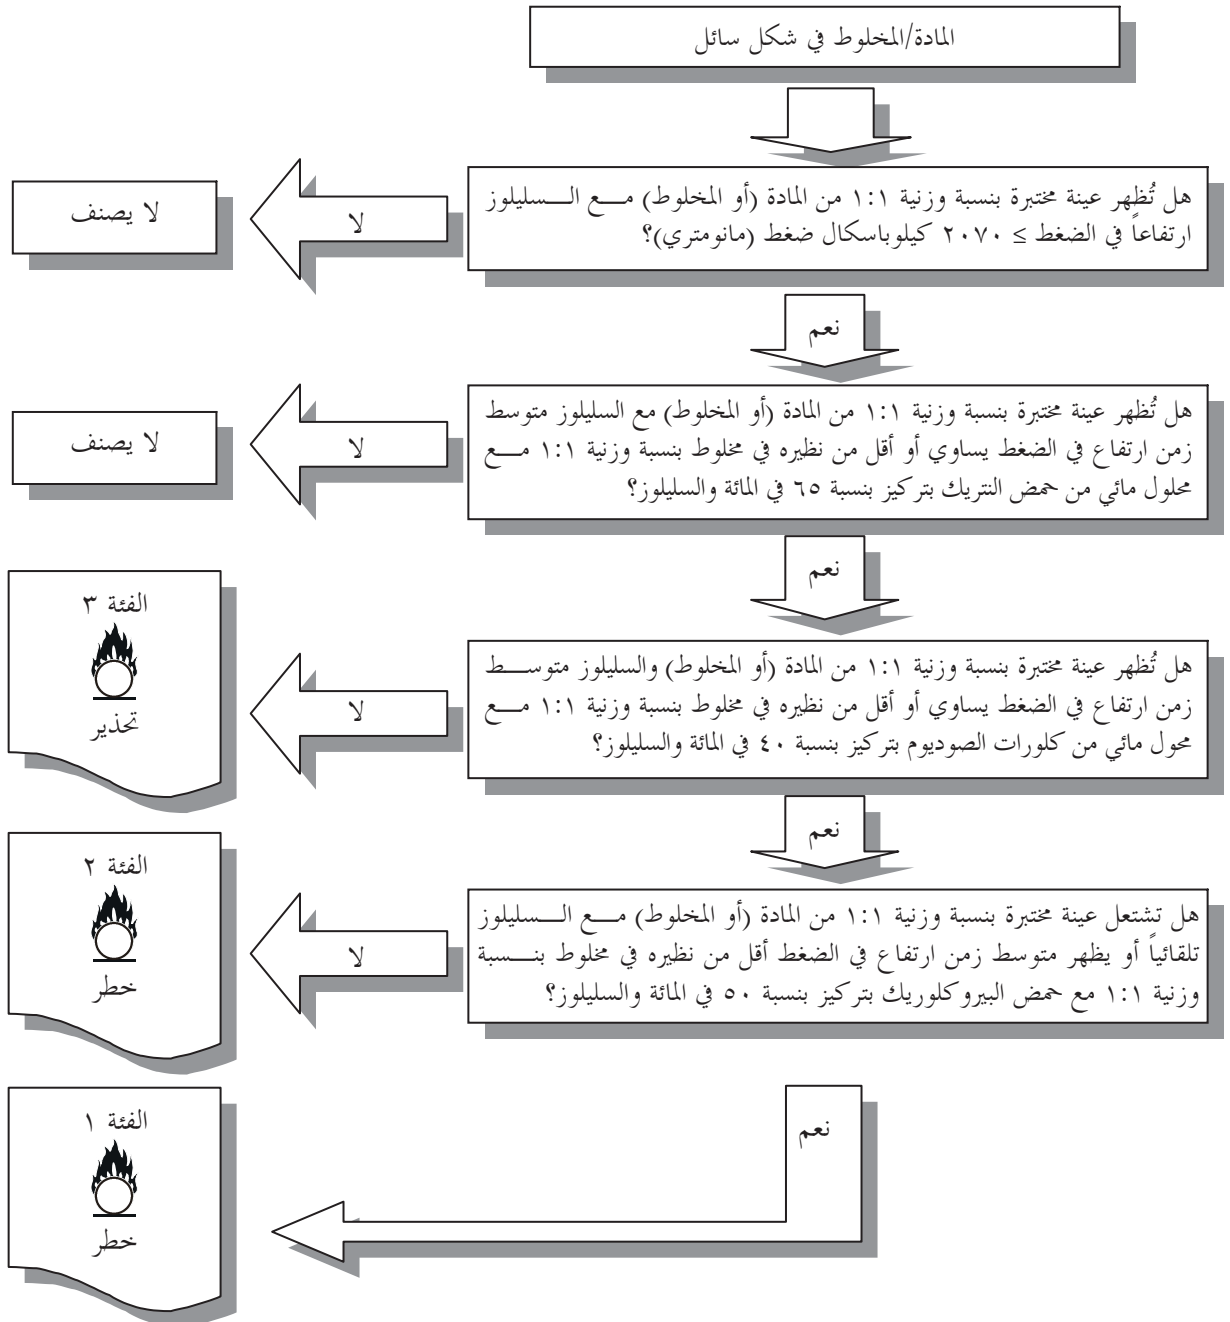 المادة/المخلوط في شكل سائل
هل تُظهر عينة مختبرة بنسبة وزنية ١:١ من المادة (أو المخلوط) مع السليلوز
ارتفاعاً في الضغط ≥ ٢٠٧٠ كيلوباسكال ضغط (مانومتري)؟
لا
لا يصنف
نعم
هل تُظهر عينة مختبرة بنسبة وزنية ١:١ من المادة (أو المخلوط) مع السليلوز متوسط
زمن ارتفاع في الضغط يساوي أو أقل من نظيره في مخلوط بنسبة وزنية ١:١ مع
محلول مائي من حمض النتريك بتركيز بنسبة ٦٥ في المائة والسليلوز؟
لا
لا يصنف
نعم
هل تُظهر عينة مختبرة بنسبة وزنية ١:١ من المادة (أو المخلوط) والسليلوز متوسط
زمن ارتفاع في الضغط يساوي أو أقل من نظيره في مخلوط بنسبة وزنية ١:١ مع
محول مائي من كلورات الصوديوم بتركيز بنسبة ٤٠ في المائة والسليلوز؟
لا
الفئة ٣
تحذير
نعم
هل تشتعل عينة مختبرة بنسبة وزنية ١:١ من المادة (أو المخلوط) مع السليلوز
تلقائياً أو يظهر متوسط زمن ارتفاع في الضغط أقل من نظيره في مخلوط بنسبة
وزنية ١:١ مع حمض البيروكلوريك بتركيز بنسبة ٥٠ في المائة والسليلوز؟
لا
الفئة ٢
خطر
نعم
الفئة ١
خطر